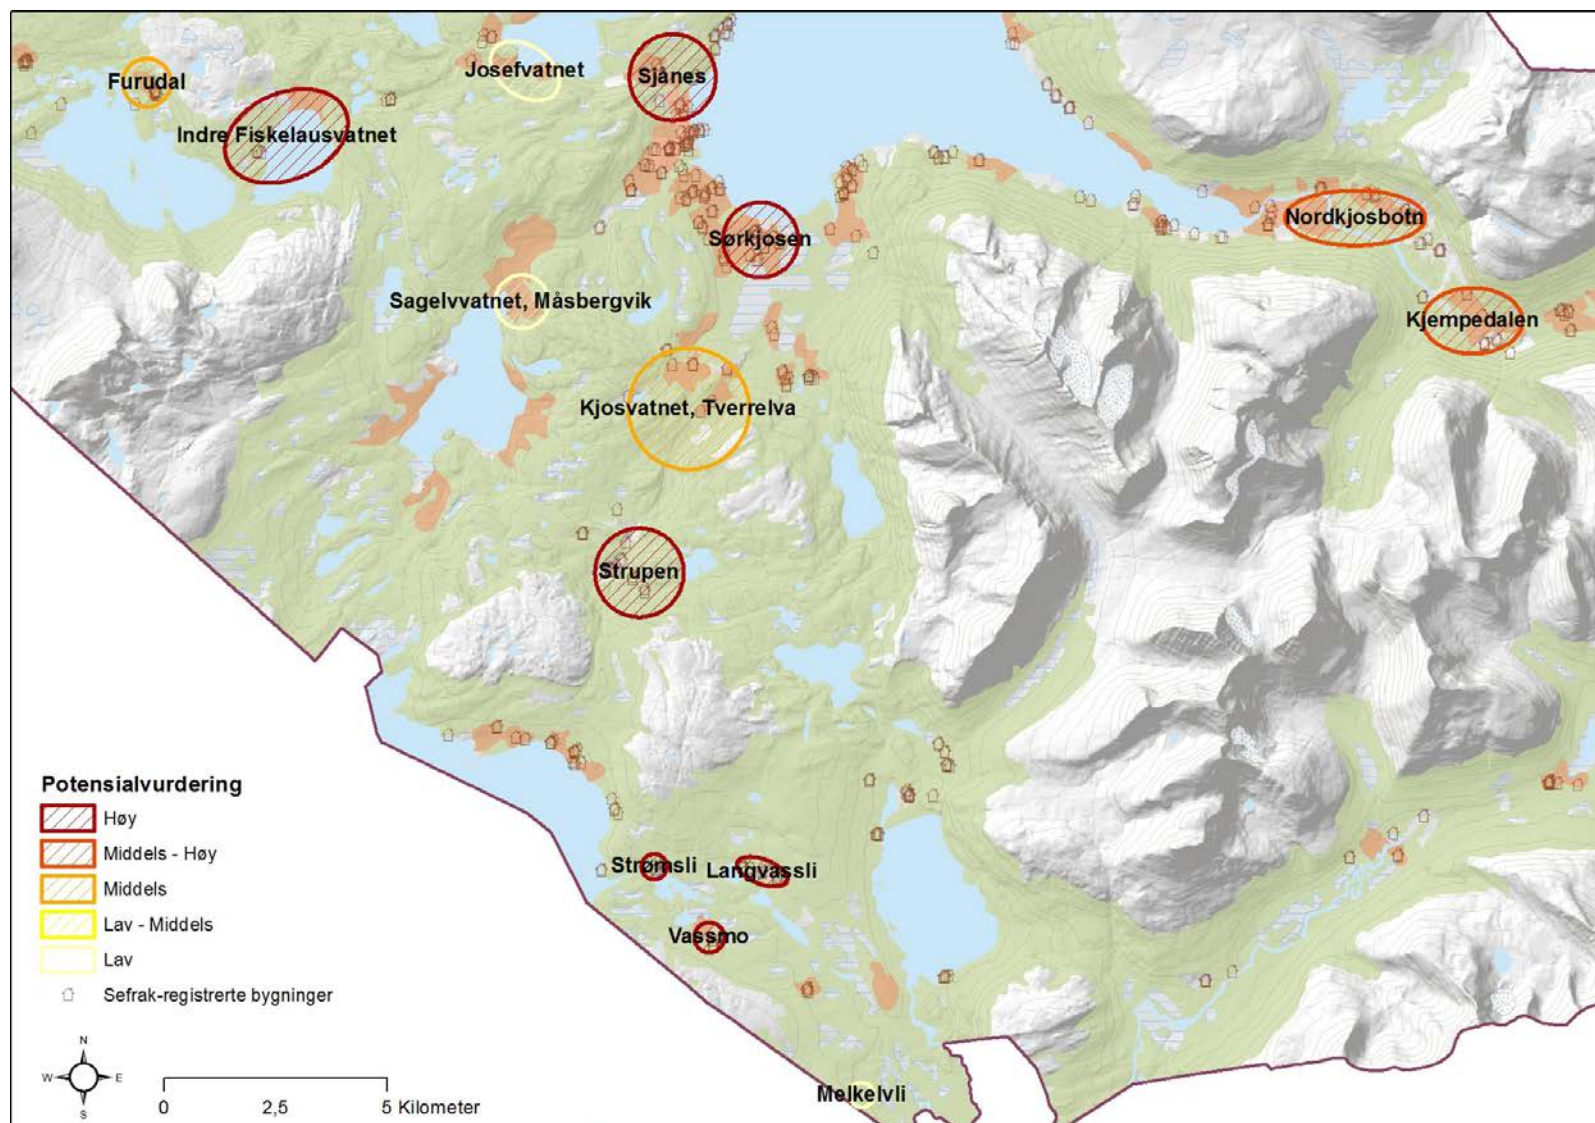 Josefvatnet
Sjånes
Furudal
Indre Fiskelausvatnet
Nordkjosbotn
Sørkjosen
Sagelvvatnet, Måsbergvik
Kjempedalen
Kjosvatnet, Tverrelva
Strupen
Potensialvurdering
Høy
Middels - Høy
Middels
Lav - Middels
Lav
Sefrak-registrerte bygninger
Strømsli
Langvassli
Vassmo
Melkelvli
N
W
E
S
0
2,5
5 Kilometer